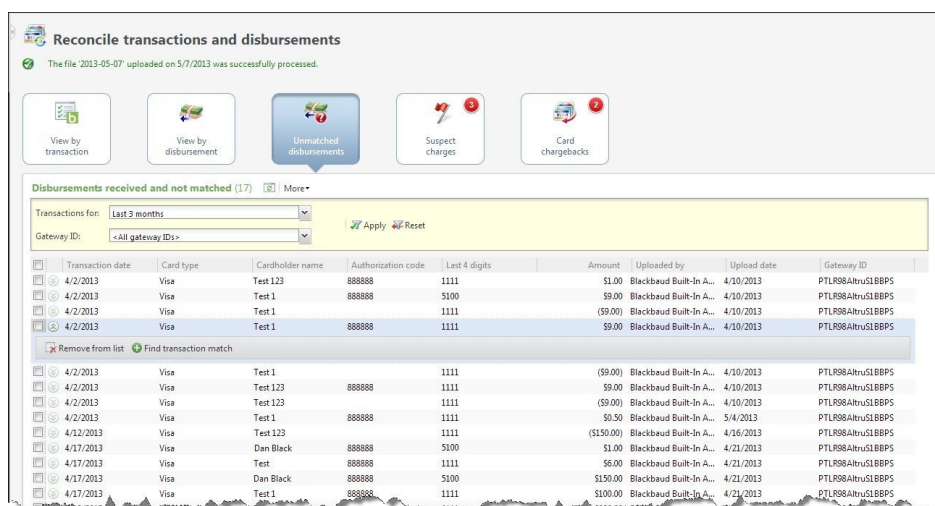 Reconcile transactions and disbursements
The file '2013-05-07' uploaded on 5/7/2013 was successfully processed.
3
2
View by transaction
View by disbursement
Unmatched disbursements
Suspect charges
Card chargebacks
Disbursements received and not matched (17) More
Transactions for: Last 3 months
Apply Reset
Gateway ID: <All gateway IDs>
Transaction date Card type Cardholder name Authorization code Last 4 digits Amount Uploaded by Upload date Gateway ID
4/2/2013 Visa Test 123 888888 1111 $1.00 Blackbaud Built-In A... 4/10/2013 PTLR98AltruS1BBPS
4/2/2013 Visa Test 1 888888 5100 $9.00 Blackbaud Built-In A... 4/10/2013 PTLR98AltruS1BBPS
4/2/2013 Visa Test 1 1111 ($9.00) Blackbaud Built-In A... 4/10/2013 PTLR98AltruS1BBPS
4/2/2013 Visa Test 1 888888 1111 $9.00 Blackbaud Built-In A... 4/10/2013 PTLR98AltruS1BBPS
Remove from list Find transaction match
4/2/2013 Visa Test 1 1111 ($9.00) Blackbaud Built-In A... 4/10/2013 PTLR98AltruS1BBPS
4/2/2013 Visa Test 123 888888 1111 $9.00 Blackbaud Built-In A... 4/10/2013 PTLR98AltruS1BBPS
4/2/2013 Visa Test 123 1111 ($9.00) Blackbaud Built-In A... 4/10/2013 PTLR98AltruS1BBPS
4/2/2013 Visa Test 1 888888 1111 $0.50 Blackbaud Built-In A... 5/4/2013 PTLR98AltruS1BBPS
4/12/2013 Visa Test 123 1111 ($150.00) Blackbaud Built-In A... 4/16/2013 PTLR98AltruS1BBPS
4/17/2013 Visa Dan Black 888888 5100 $1.00 Blackbaud Built-In A... 4/21/2013 PTLR98AltruS1BBPS
4/17/2013 Visa Test 888888 1111 $6.00 Blackbaud Built-In A... 4/21/2013 PTLR98AltruS1BBPS
4/17/2013 Visa Dan Black 888888 5100 $150.00 Blackbaud Built-In A... 4/21/2013 PTLR98AltruS1BBPS
4/17/2013 Visa Test 1 888888 1111 $100.00 Blackbaud Built-In A... 4/21/2013 PTLR98AltruS1BBPS